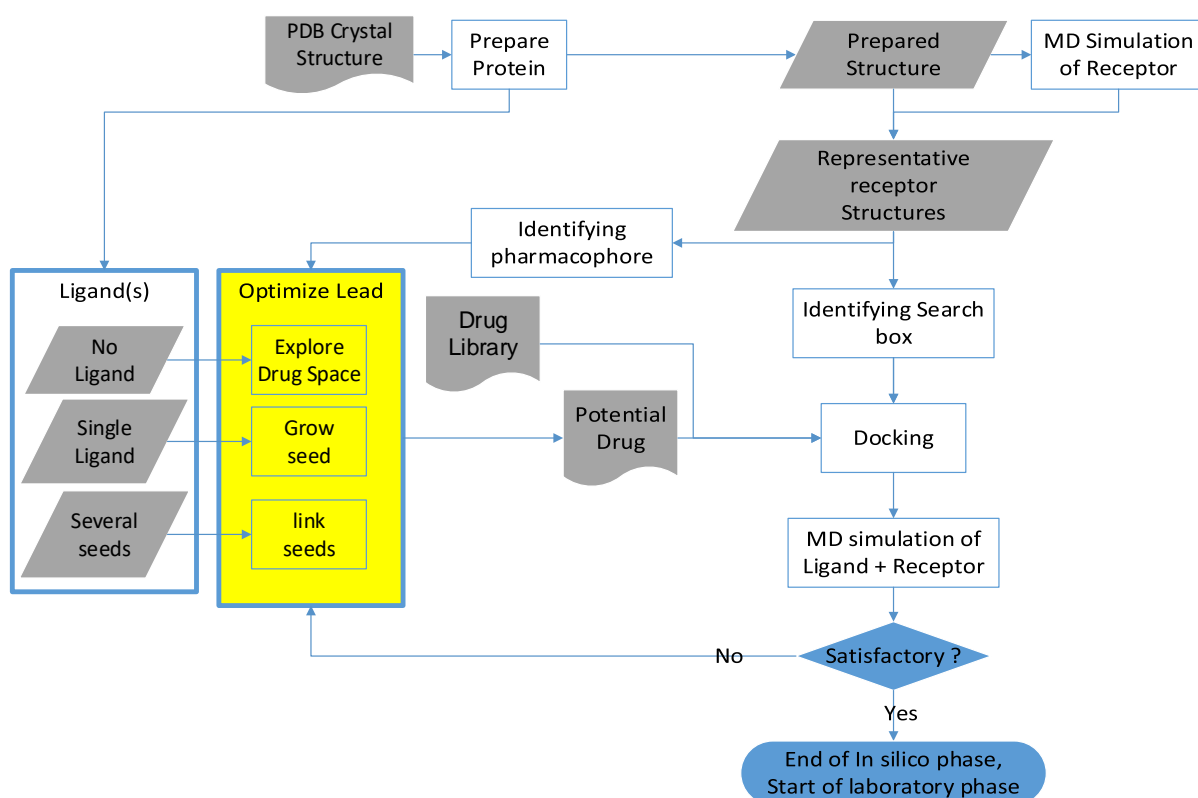 PDB Crystal
Structure
Prepare
Protein
Prepared
Structure
MD Simulation
of Receptor
Representative
receptor
Structures
Identifying
pharmacophore
Ligand(s)
Optimize Lead
Identifying Search
box
No
Ligand
Explore
Drug Space
Drug
Library
Single
Ligand
Grow
seed
Potential
Drug
Docking
Several
seeds
link
seeds
MD simulation of
Ligand + Receptor
No
Satisfactory ?
Yes
End of In silico phase,
Start of laboratory phase